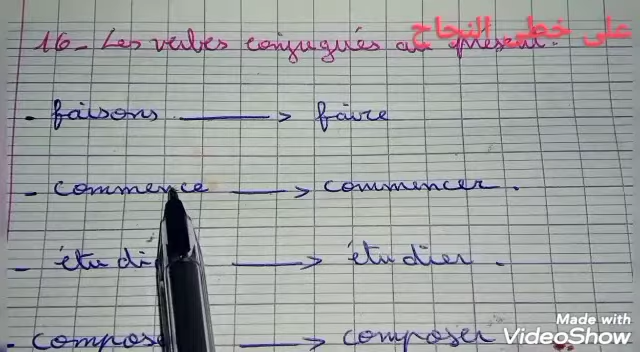 على خطى النجاح
16- Les verbes conjugués au présent.
- faisons → faire
- commence → commencer.
- étudi → étudier.
- compose → composer
Made with
VideoShow